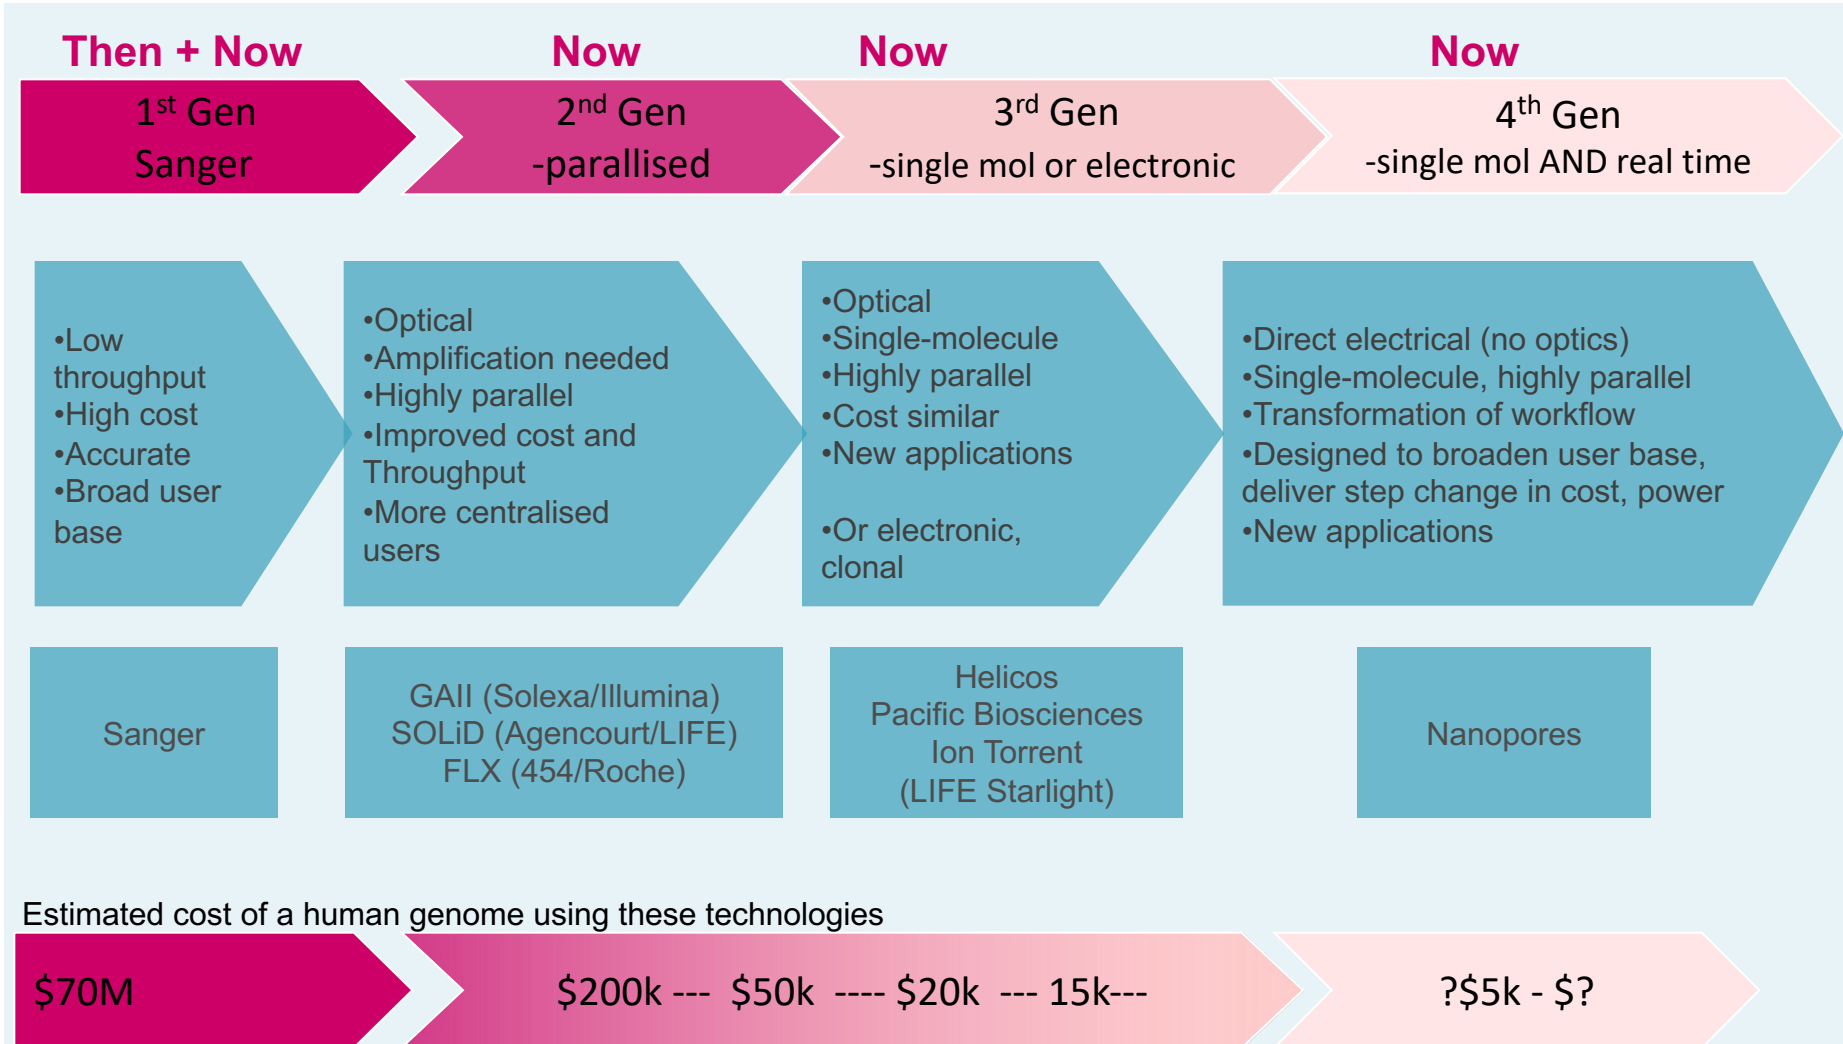 Then + Now
Now
Now
Now
1st Gen
Sanger
2nd Gen
-parallised
3rd Gen
-single mol or electronic
4th Gen
-single mol AND real time
•Low
throughput
•High cost
•Accurate
•Broad user
base
•Optical
•Amplification needed
•Highly parallel
•Improved cost and
Throughput
•More centralised
users
•Optical
•Single-molecule
•Highly parallel
•Cost similar
•New applications
•Or electronic,
clonal
•Direct electrical (no optics)
•Single-molecule, highly parallel
•Transformation of workflow
•Designed to broaden user base,
deliver step change in cost, power
•New applications
Sanger
GAII (Solexa/Illumina)
SOLiD (Agencourt/LIFE)
FLX (454/Roche)
Helicos
Pacific Biosciences
Ion Torrent
(LIFE Starlight)
Nanopores
Estimated cost of a human genome using these technologies
$70M
$200k --- $50k ---- $20k --- 15k---
?$5k - $?